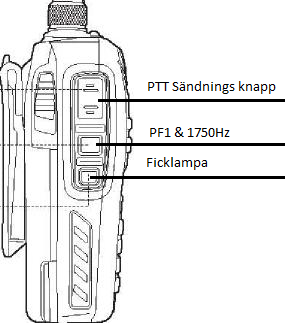 PTT Sändnings knapp
PF1 & 1750Hz
Ficklampa